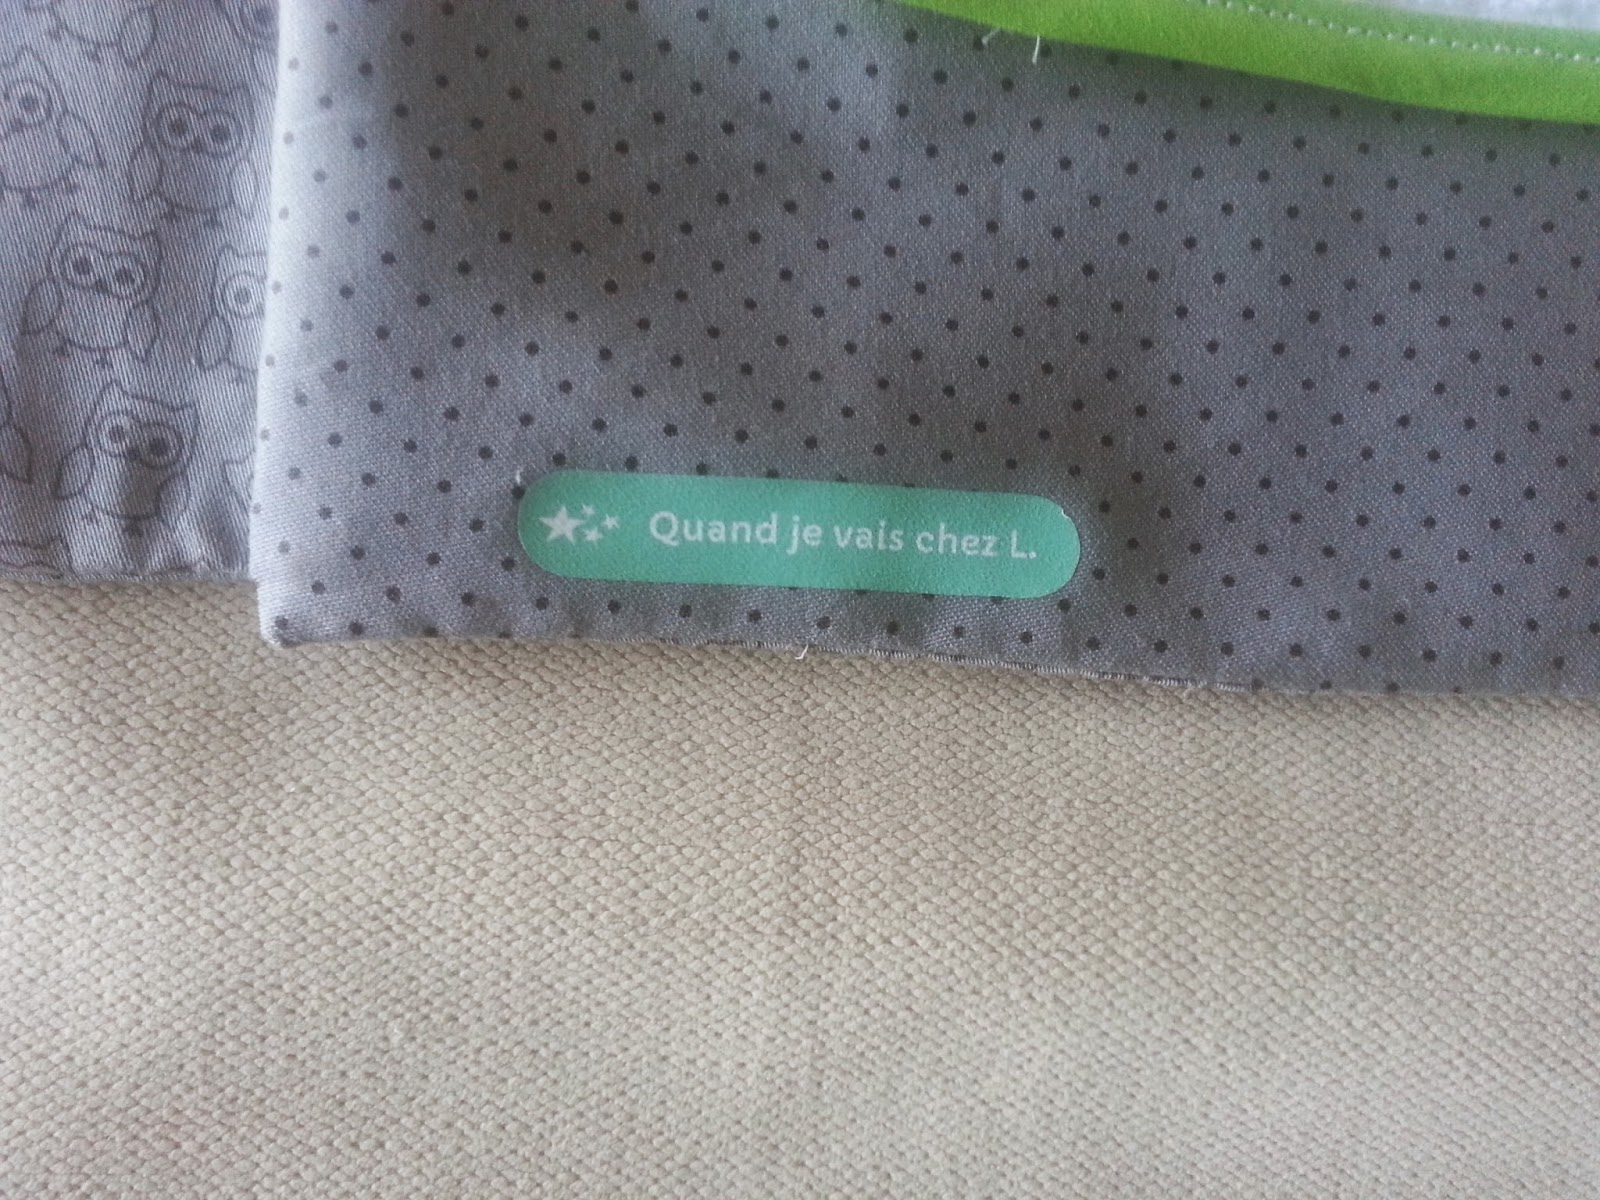 Quand je vais chez L.